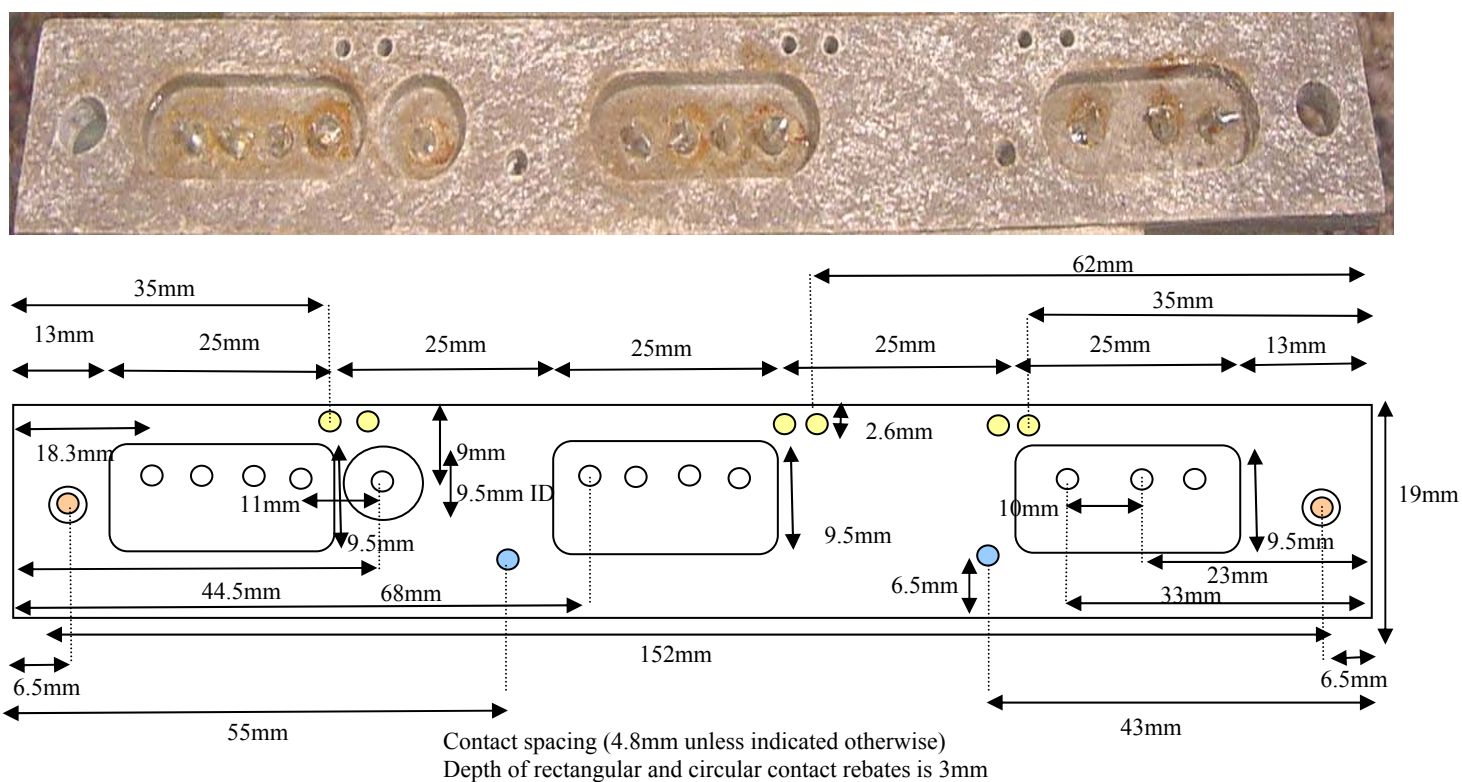 62mm
35mm
35mm
13mm 25mm 25mm 25mm 25mm 25mm 13mm
2.6mm
18.3mm 9mm
11mm 9.5mm ID 10mm 19mm
9.5mm 9.5mm 9.5mm
44.5mm 68mm 6.5mm 23mm
33mm
152mm
6.5mm 6.5mm
55mm 43mm
Contact spacing (4.8mm unless indicated otherwise)
Depth of rectangular and circular contact rebates is 3mm